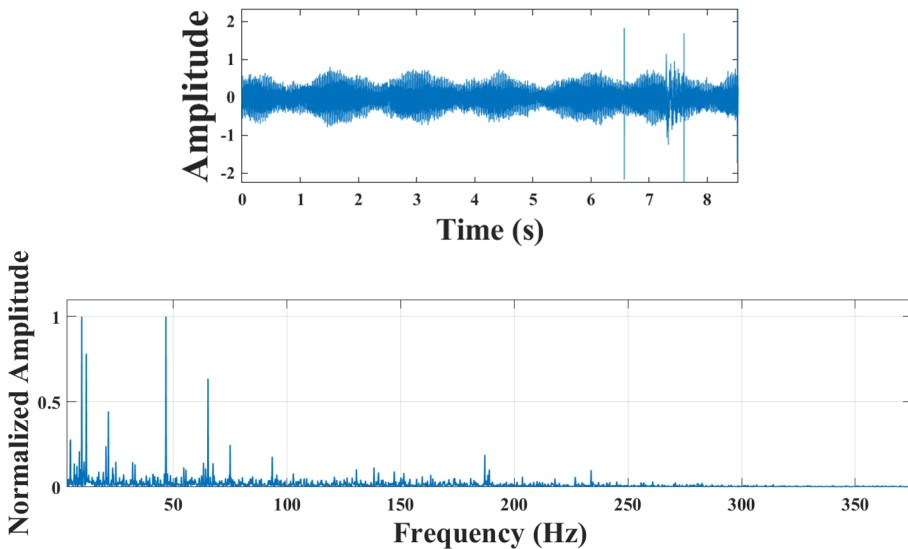 Amplitude
2
1
0
-1
-2
0 1 2 3 4 5 6 7 8
Time (s)
Normalized Amplitude
1
0.5
0
50 100 150 200 250 300 350
Frequency (Hz)